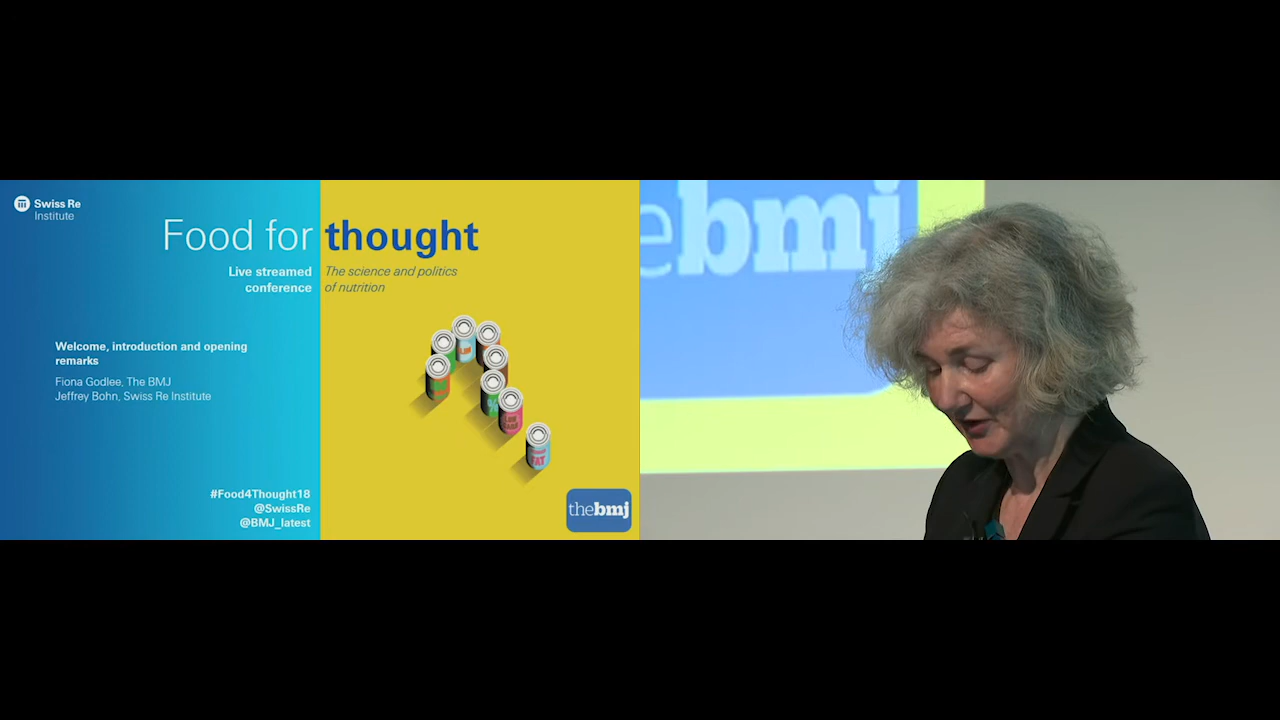 Swiss Re
Institute
Food for thought
Live streamed
conference
The science and politics
of nutrition
Welcome, introduction and opening
remarks
Fiona Godlee, The BMJ
Jeffrey Bohn, Swiss Re Institute
#Food4Thought18
@SwissRe
@BMJ_latest
thebmj
ebmj